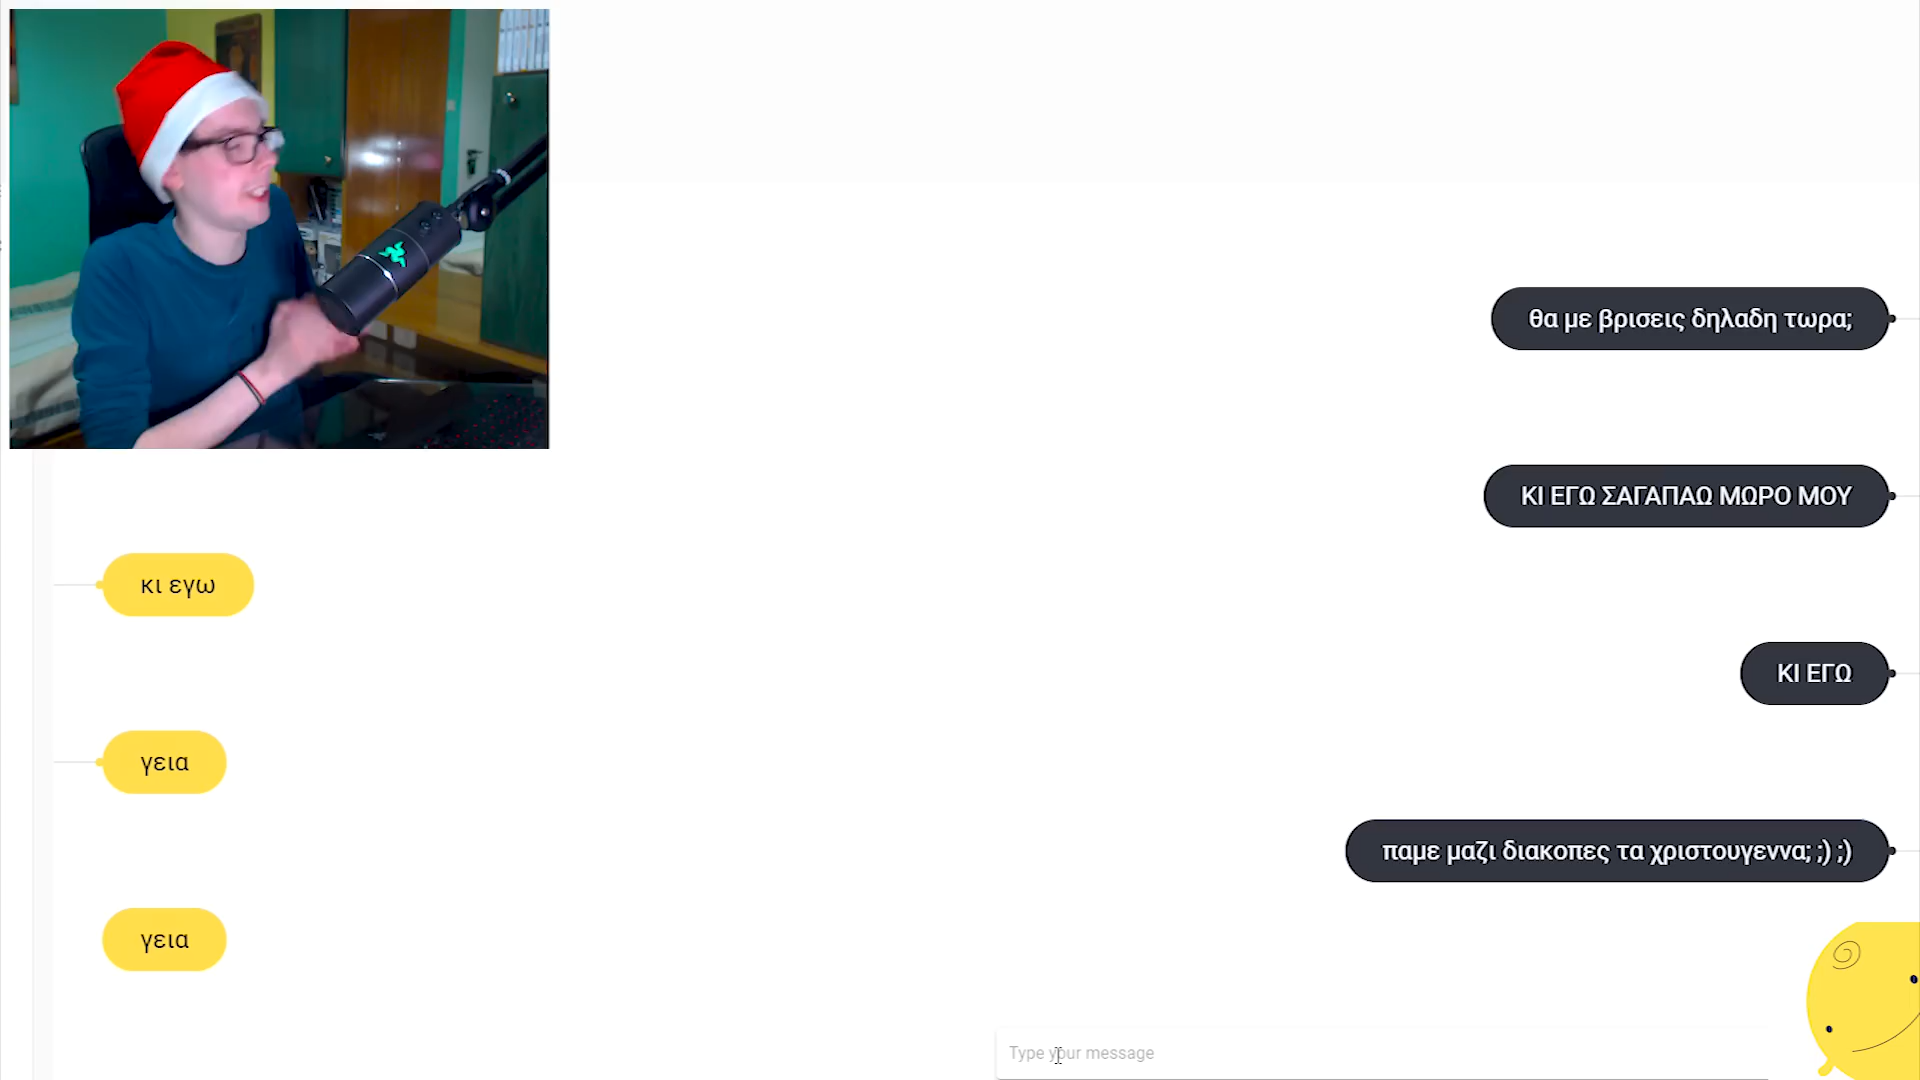 θα με βρισεις δηλαδη τωρα;
ΚΙ ΕΓΩ ΣΑΓΑΠΑΩ ΜΩΡΟ ΜΟΥ
κι εγω
ΚΙ ΕΓΩ
γεια
παμε μαζι διακοπες τα χριστουγεννα; ;) ;)
γεια
Type your message